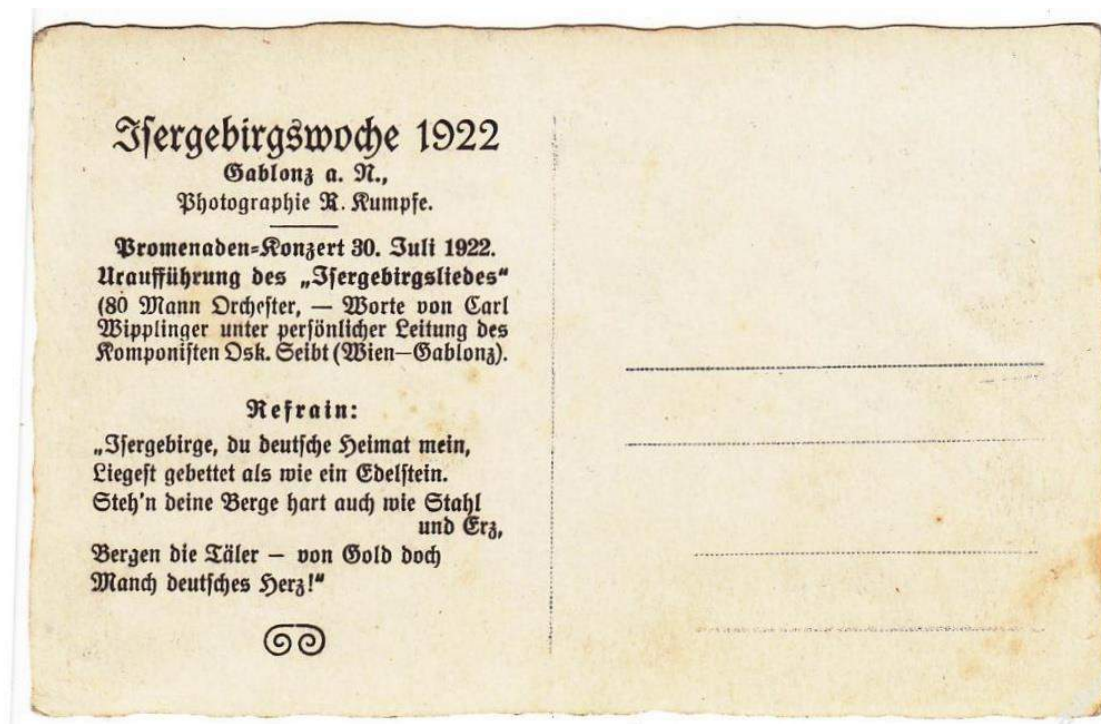 Isergebirgswoche 1922
Gablonz a. N.,
Photographie R. Kumpfe.
Promenaden=Konzert 30. Juli 1922.
Uraufführung des „Isergebirgsliedes“
(80 Mann Orchester, — Worte von Carl
Wipplinger unter persönlicher Leitung des
Komponisten Osk. Seibt (Wien—Gablonz).
Refrain:
„Isergebirge, du deutsche Heimat mein,
Liegest gebettet als wie ein Edelstein.
Steh'n deine Berge hart auch wie Stahl
und Erz,
Bergen die Täler — von Gold doch
Manch deutsches Herz!“